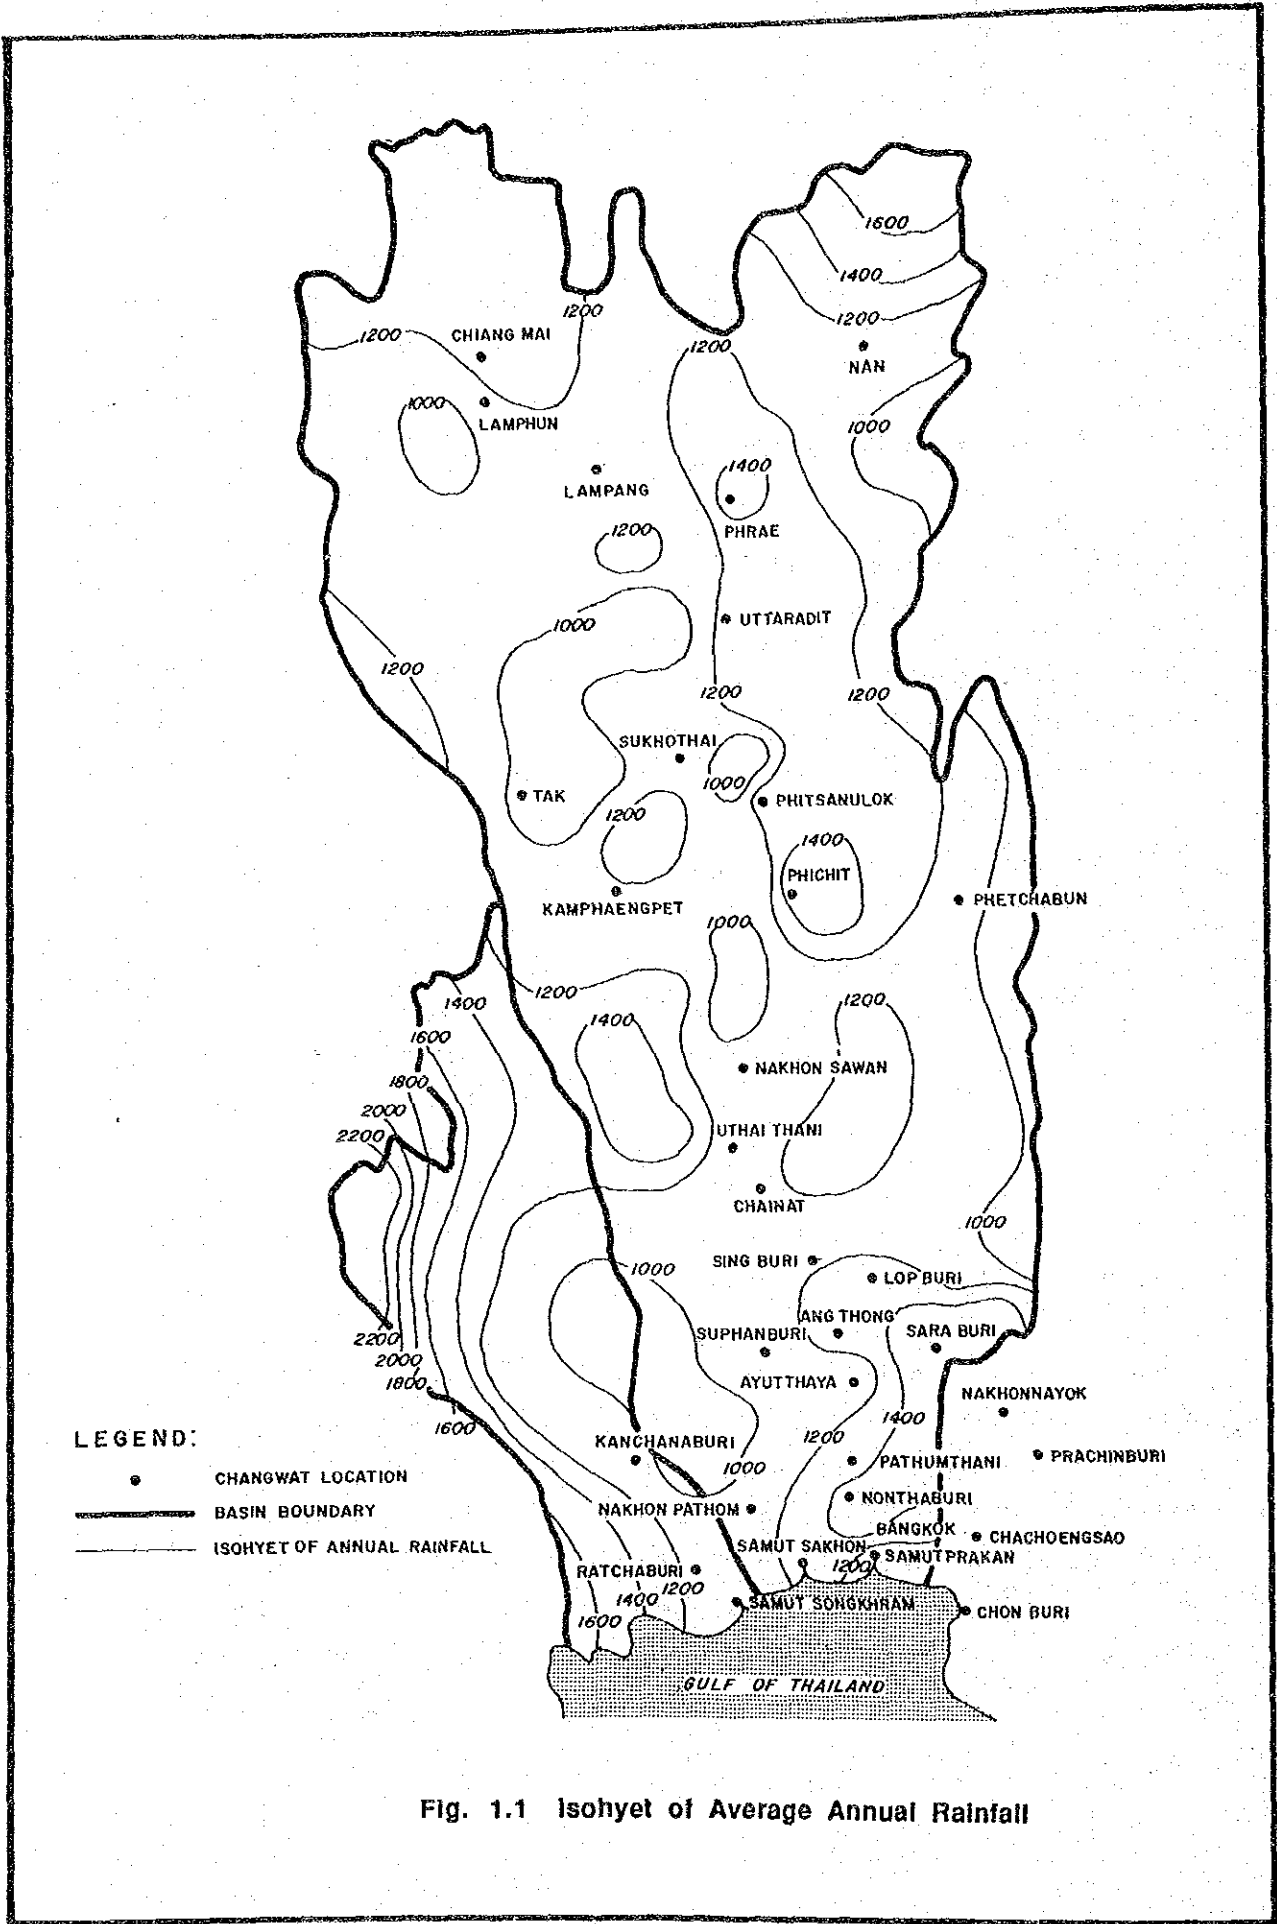 1600
1400
1200
1200
1200 CHIANG MAI
1200
NAN
1000
LAMPHUN
1000
1400
LAMPANG
1200
PHRAE
1000
UTTARADIT
1200
1200
1200
SUKHOTHAI
1000
TAK
PHITSANULOK
1200
1400
PHICHIT
KAMPHAENGPET
PHETCHABUN
1000
1200
1400
1200
1400
1600
NAKHON SAWAN
1800
2000
2200
UTHAI THANI
CHAINAT
1000
SING BURI
1000
LOP BURI
ANG THONG
SUPHANBURI
SARA BURI
2200
2000
AYUTTHAYA
1800
NAKHONNAYOK
1400
1600
1200
KANCHANABURI
PRACHINBURI
PATHUMTHANI
1000
NONTHABURI
NAKHON PATHOM
BANGKOK
CHACHOENGSAO
SAMUT SAKHON
SAMUTPRAKAN
1200
RATCHABURI
1200
1400
SAMUT SONGKHRAM
CHON BURI
1600
GULF OF THAILAND
LEGEND:
CHANGWAT LOCATION
BASIN BOUNDARY
ISOHYET OF ANNUAL RAINFALL
Fig. 1.1 Isohyet of Average Annual Rainfall